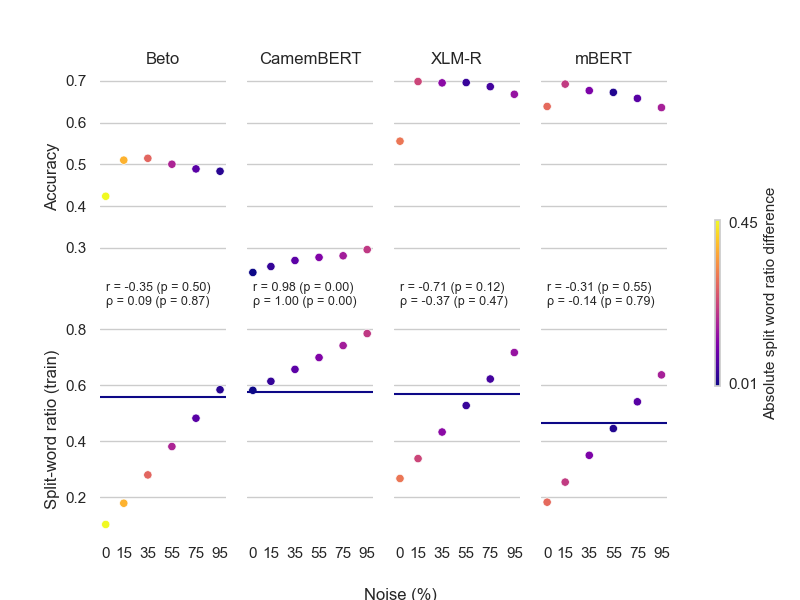 Beto CamemBERT XLM-R mBERT
0.7
0.6
0.5
0.4
0.3
Accuracy
r = -0.35 (p = 0.50) r = 0.98 (p = 0.00) r = -0.71 (p = 0.12) r = -0.31 (p = 0.55)
ρ = 0.09 (p = 0.87) ρ = 1.00 (p = 0.00) ρ = -0.37 (p = 0.47) ρ = -0.14 (p = 0.79)
0.8
0.6
0.4
0.2
Split-word ratio (train)
0 15 35 55 75 95 0 15 35 55 75 95 0 15 35 55 75 95 0 15 35 55 75 95
Noise (%)
0.45
0.01
Absolute split word ratio difference